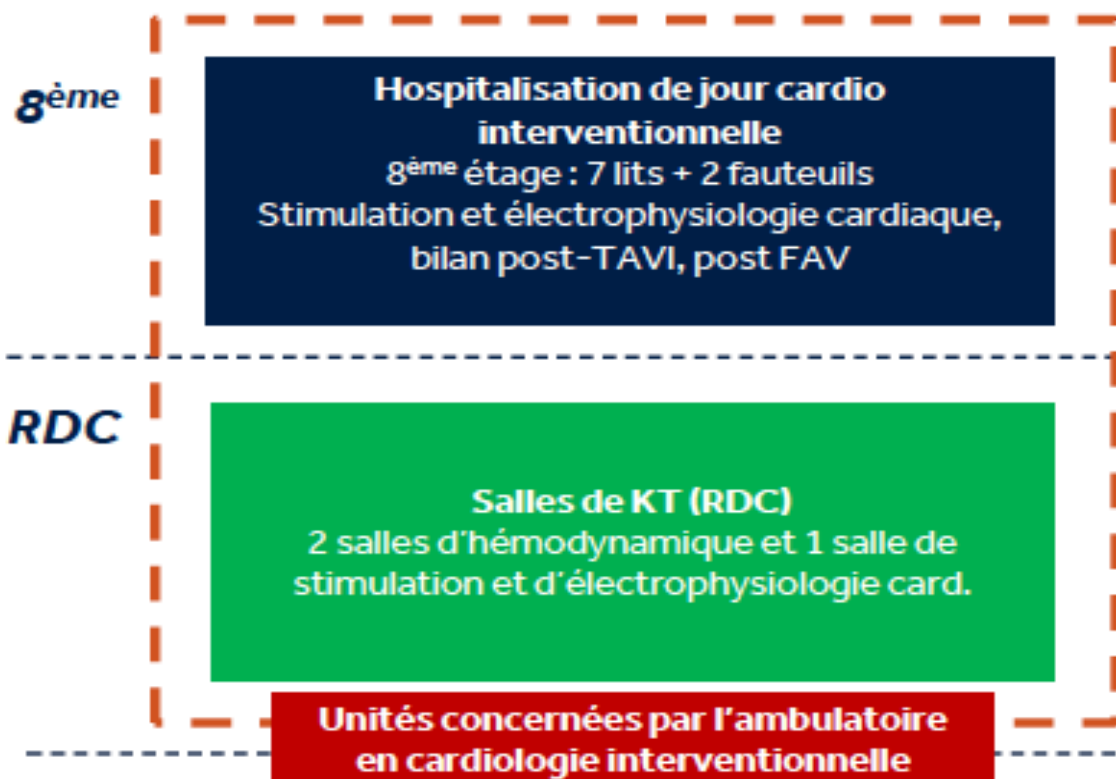 8ème
Hospitalisation de jour cardio
interventionnelle
8ème étage : 7 lits + 2 fauteuils
Stimulation et électrophysiologie cardiaque,
bilan post-TAVI, post FAV
RDC
Salles de KT (RDC)
2 salles d'hémodynamique et 1 salle de
stimulation et d'électrophysiologie card.
Unités concernées par l'ambulatoire
en cardiologie interventionnelle